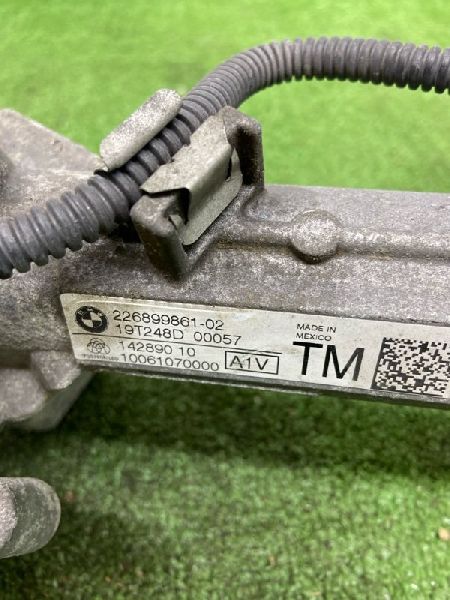 226899861-02
19T248D 00057
142890 10
10061070000 A1V
MADE IN
MEXICO
TM